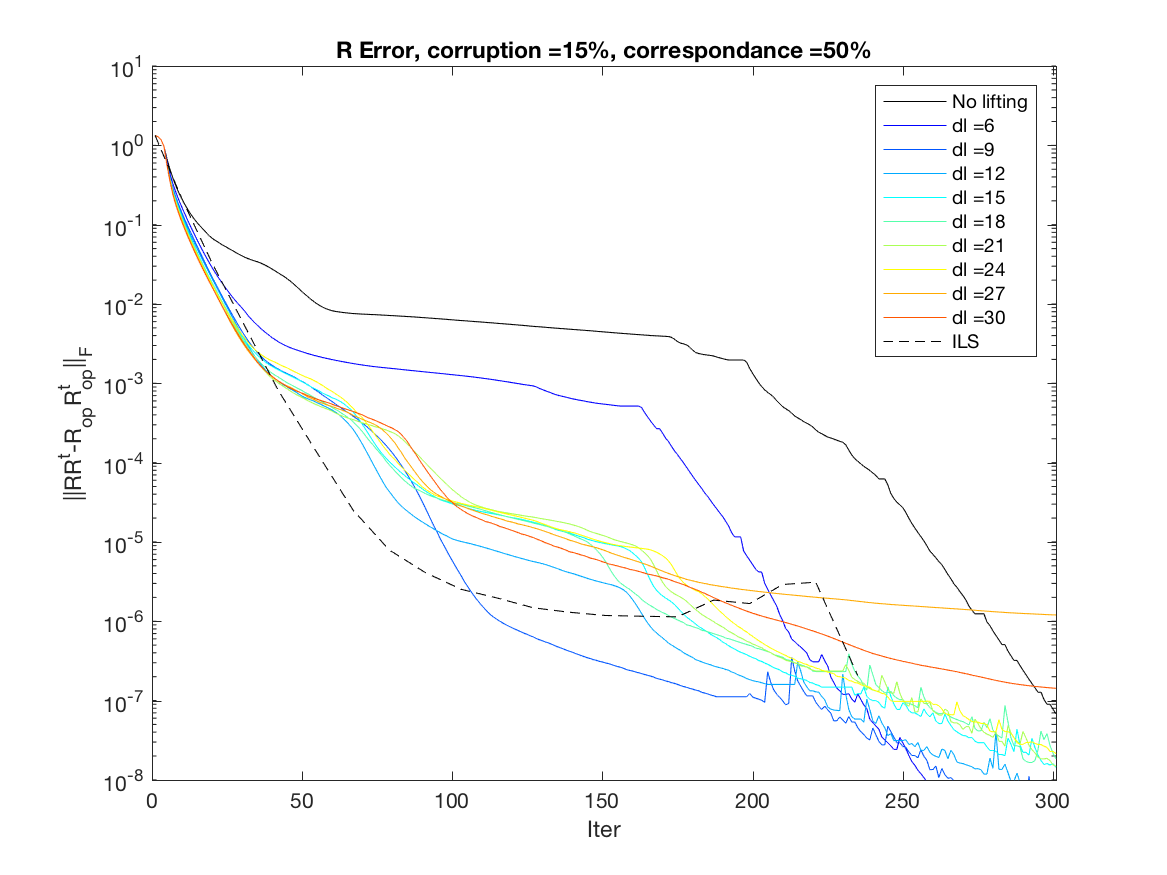 R Error, corruption =15%, correspondance =50%
||RR^t-R_op R_op^t||_F
10^1
10^0
10^-1
10^-2
10^-3
10^-4
10^-5
10^-6
10^-7
10^-8
0 50 100 150 200 250 300
Iter
No lifting
dl =6
dl =9
dl =12
dl =15
dl =18
dl =21
dl =24
dl =27
dl =30
ILS